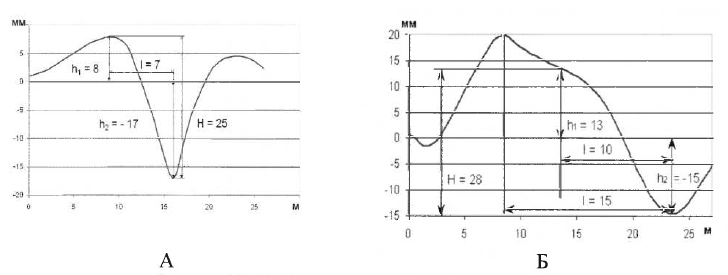 мм
5
0
-5
-10
-15
-20
0 5 10 15 20 25 м
h₁ = 8
l = 7
h₂ = - 17
H = 25
А
мм
20
15
10
5
0
-5
-10
-15
0 5 10 15 20 25
м
h₁ = 13
l = 10
H = 28
h₂ = -15
l = 15
Б